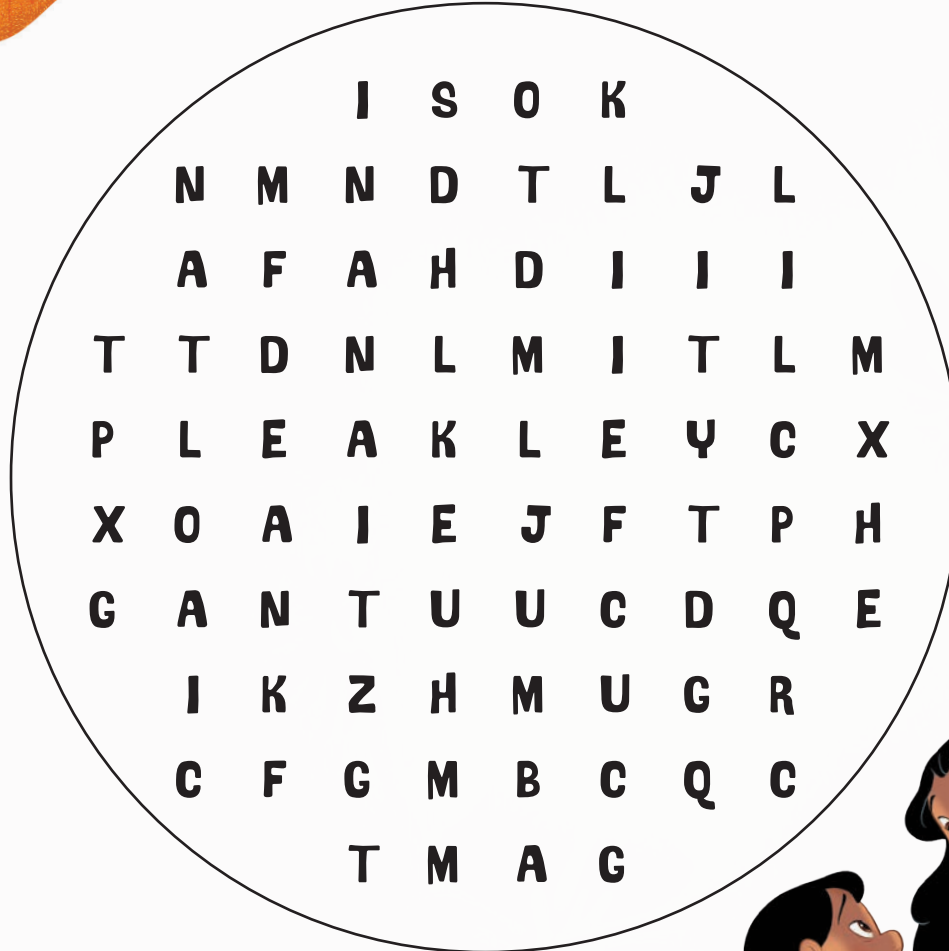 I S O K
N M N D T L J L
A F A H D I I I
T T D N L M I T L M
P L E A K L E Y C X
X O A I E J F T P H
G A N T U U C D Q E
I K Z H M U G R
C F G M B C Q C
T M A G